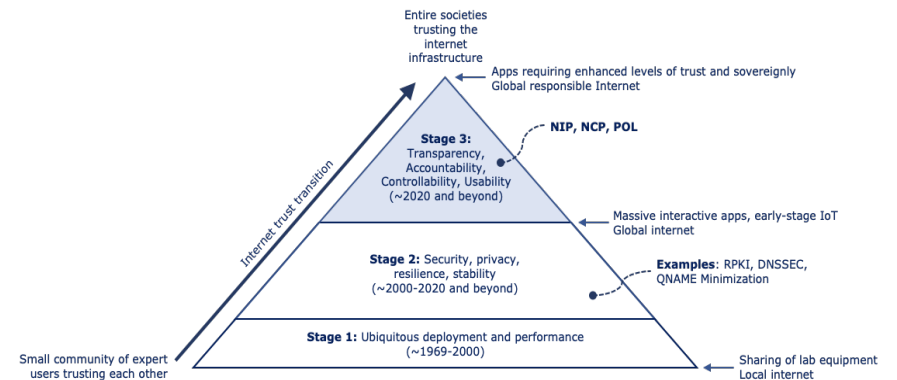 Entire societies
trusting the
internet
infrastructure
Apps requiring enhanced levels of trust and sovereignly
Global responsible Internet
NIP, NCP, POL
Stage 3:
Transparency,
Accountability,
Controllability, Usability
(~2020 and beyond)
Internet trust transition
Massive interactive apps, early-stage IoT
Global internet
Stage 2: Security, privacy,
resilience, stability
(~2000-2020 and beyond)
Examples: RPKI, DNSSEC,
QNAME Minimization
Stage 1: Ubiquitous deployment and performance
(~1969-2000)
Small community of expert
users trusting each other
Sharing of lab equipment
Local internet